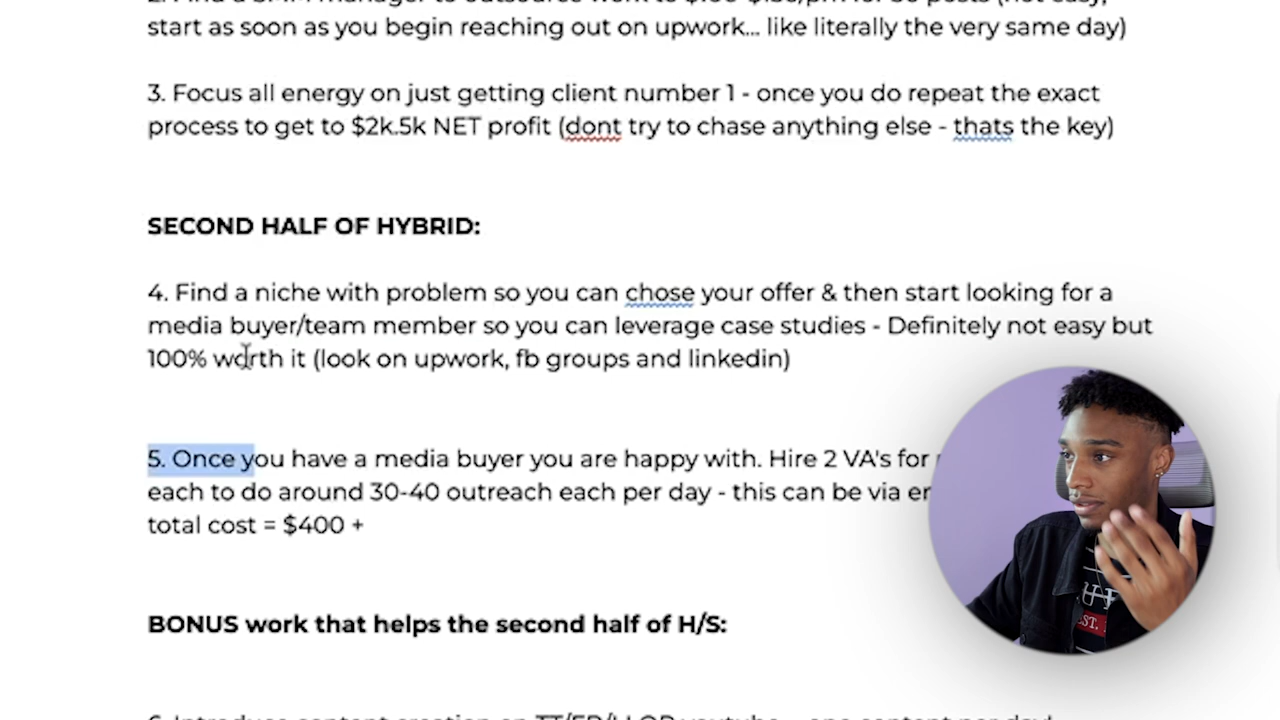 start as soon as you begin reaching out on upwork... like literally the very same day)
3. Focus all energy on just getting client number 1 - once you do repeat the exact
process to get to $2k.5k NET profit (dont try to chase anything else - thats the key)
SECOND HALF OF HYBRID:
4. Find a niche with problem so you can chose your offer & then start looking for a
media buyer/team member so you can leverage case studies - Definitely not easy but
100% worth it (look on upwork, fb groups and linkedin)
5. Once you have a media buyer you are happy with. Hire 2 VA's for
each to do around 30-40 outreach each per day - this can be via
total cost = $400 +
BONUS work that helps the second half of H/S:
EST.